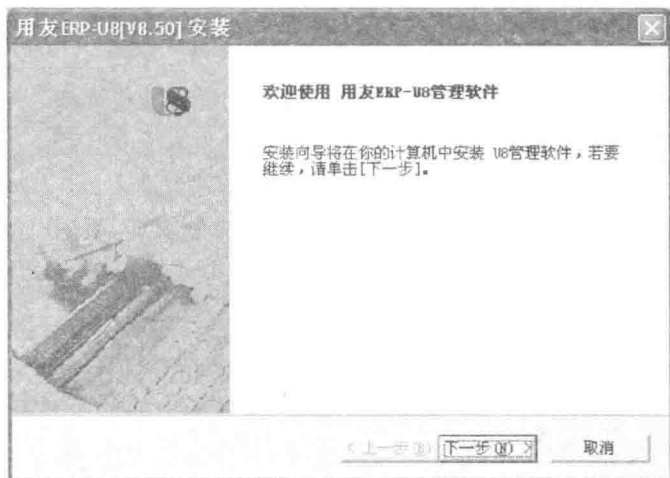 用友ERP-U8[V8.50]安装
U8
欢迎使用 用友ERP-U8管理软件
安装向导将在你的计算机中安装 U8管理软件，若要
继续，请单击[下一步]。
<上一步(B) 下一步(N)> 取消